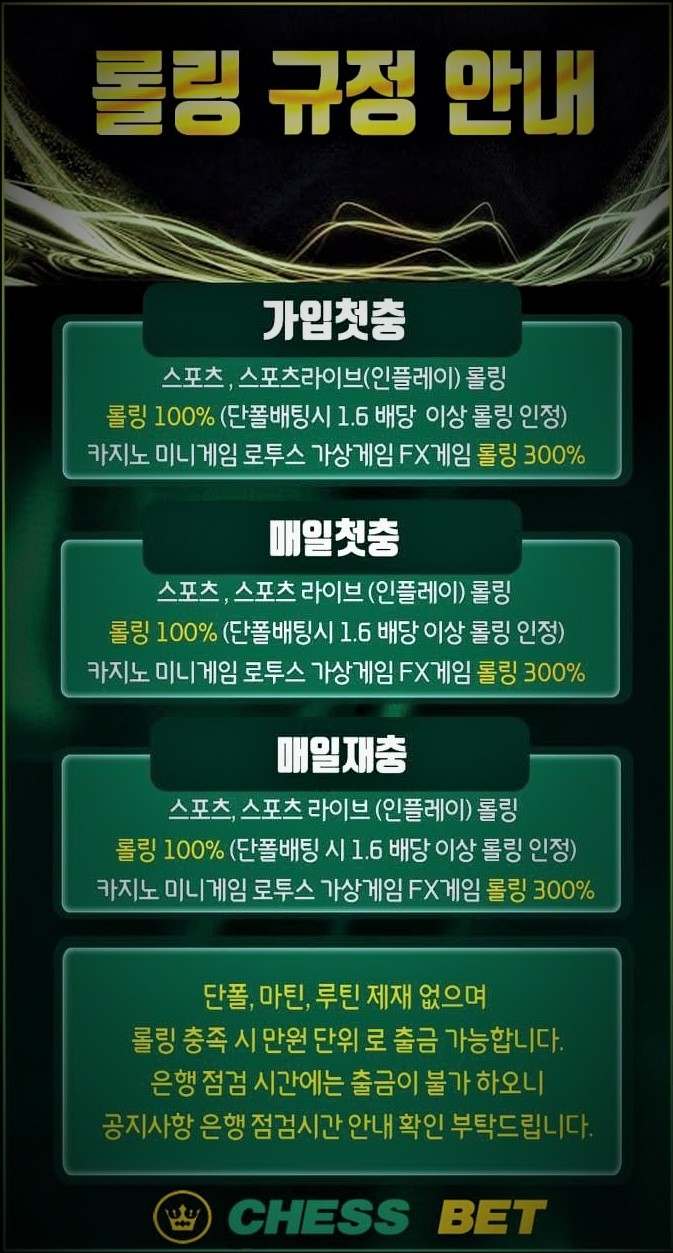 롤링 규정 안내
가입첫충
스포츠 , 스포츠라이브(인플레이) 롤링
롤링 100% (단폴배팅시 1.6 배당 이상 롤링 인정)
카지노 미니게임 로투스 가상게임 FX게임 롤링 300%
매일첫충
스포츠 , 스포츠 라이브 (인플레이) 롤링
롤링 100% (단폴배팅시 1.6 배당 이상 롤링 인정)
카지노 미니게임 로투스 가상게임 FX게임 롤링 300%
매일재충
스포츠, 스포츠 라이브 (인플레이) 롤링
롤링 100% (단폴배팅 시 1.6 배당 이상 롤링 인정)
카지노 미니게임 로투스 가상게임 FX게임 롤링 300%
단폴, 마틴, 루틴 제재 없으며
롤링 충족 시 만원 단위 로 출금 가능합니다.
은행 점검 시간에는 출금이 불가 하오니
공지사항 은행 점검시간 안내 확인 부탁드립니다.
CHESS BET